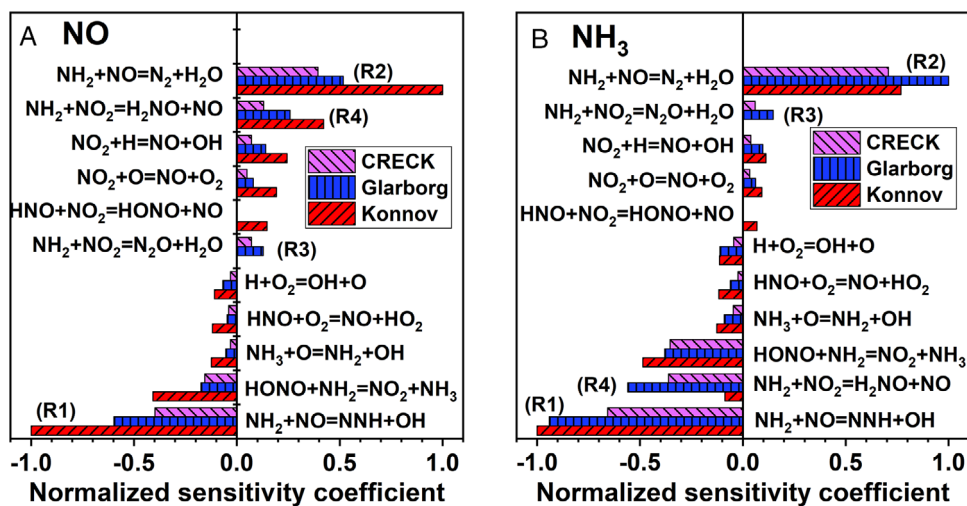 A NO
NH₂+NO=N₂+H₂O
(R2)
NH₂+NO₂=H₂NO+NO
(R4)
NO₂+H=NO+OH
NO₂+O=NO+O₂
HNO+NO₂=HONO+NO
NH₂+NO₂=N₂O+H₂O
(R3)
CRECK
Glarborg
Konnov
H+O₂=OH+O
HNO+O₂=NO+HO₂
NH₃+O=NH₂+OH
HONO+NH₂=NO₂+NH₃
(R1)
NH₂+NO=NNH+OH
-1.0 -0.5 0.0 0.5 1.0
Normalized sensitivity coefficient
B NH₃
NH₂+NO=N₂+H₂O
(R2)
NH₂+NO₂=N₂O+H₂O
(R3)
NO₂+H=NO+OH
NO₂+O=NO+O₂
HNO+NO₂=HONO+NO
CRECK
Glarborg
Konnov
H+O₂=OH+O
HNO+O₂=NO+HO₂
NH₃+O=NH₂+OH
HONO+NH₂=NO₂+NH₃
(R4)
NH₂+NO₂=H₂NO+NO
(R1)
NH₂+NO=NNH+OH
-1.0 -0.5 0.0 0.5 1.0
Normalized sensitivity coefficient